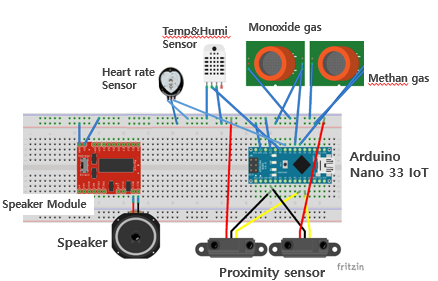 Monoxide gas
Temp&Humi
Sensor
Heart rate
Sensor
Methan gas
Arduino
Nano 33 IoT
Speaker Module
Speaker
Proximity sensor
fritzin